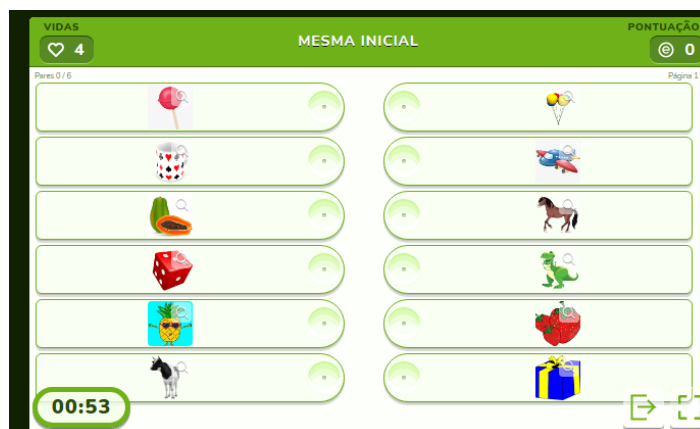 VIDAS
4
MESMA INICIAL
PONTUAÇÃO
0
Pares 0 / 6
Página 1
00:53